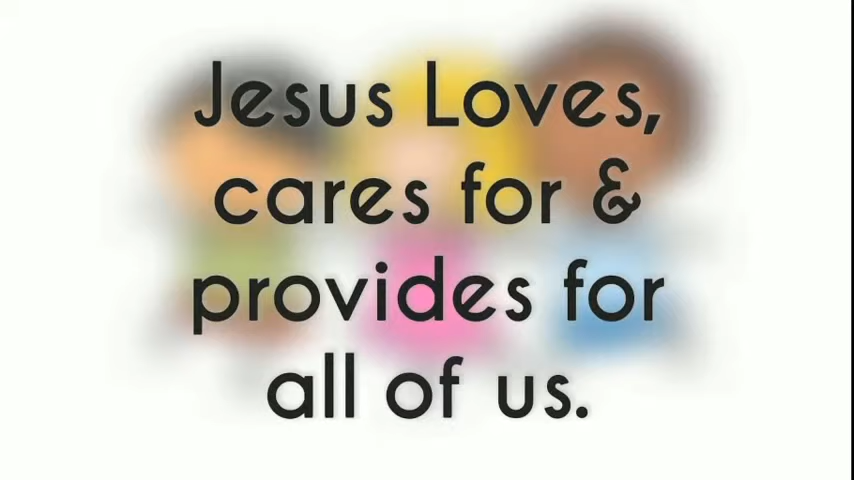 Jesus Loves,
cares for &
provides for
all of us.